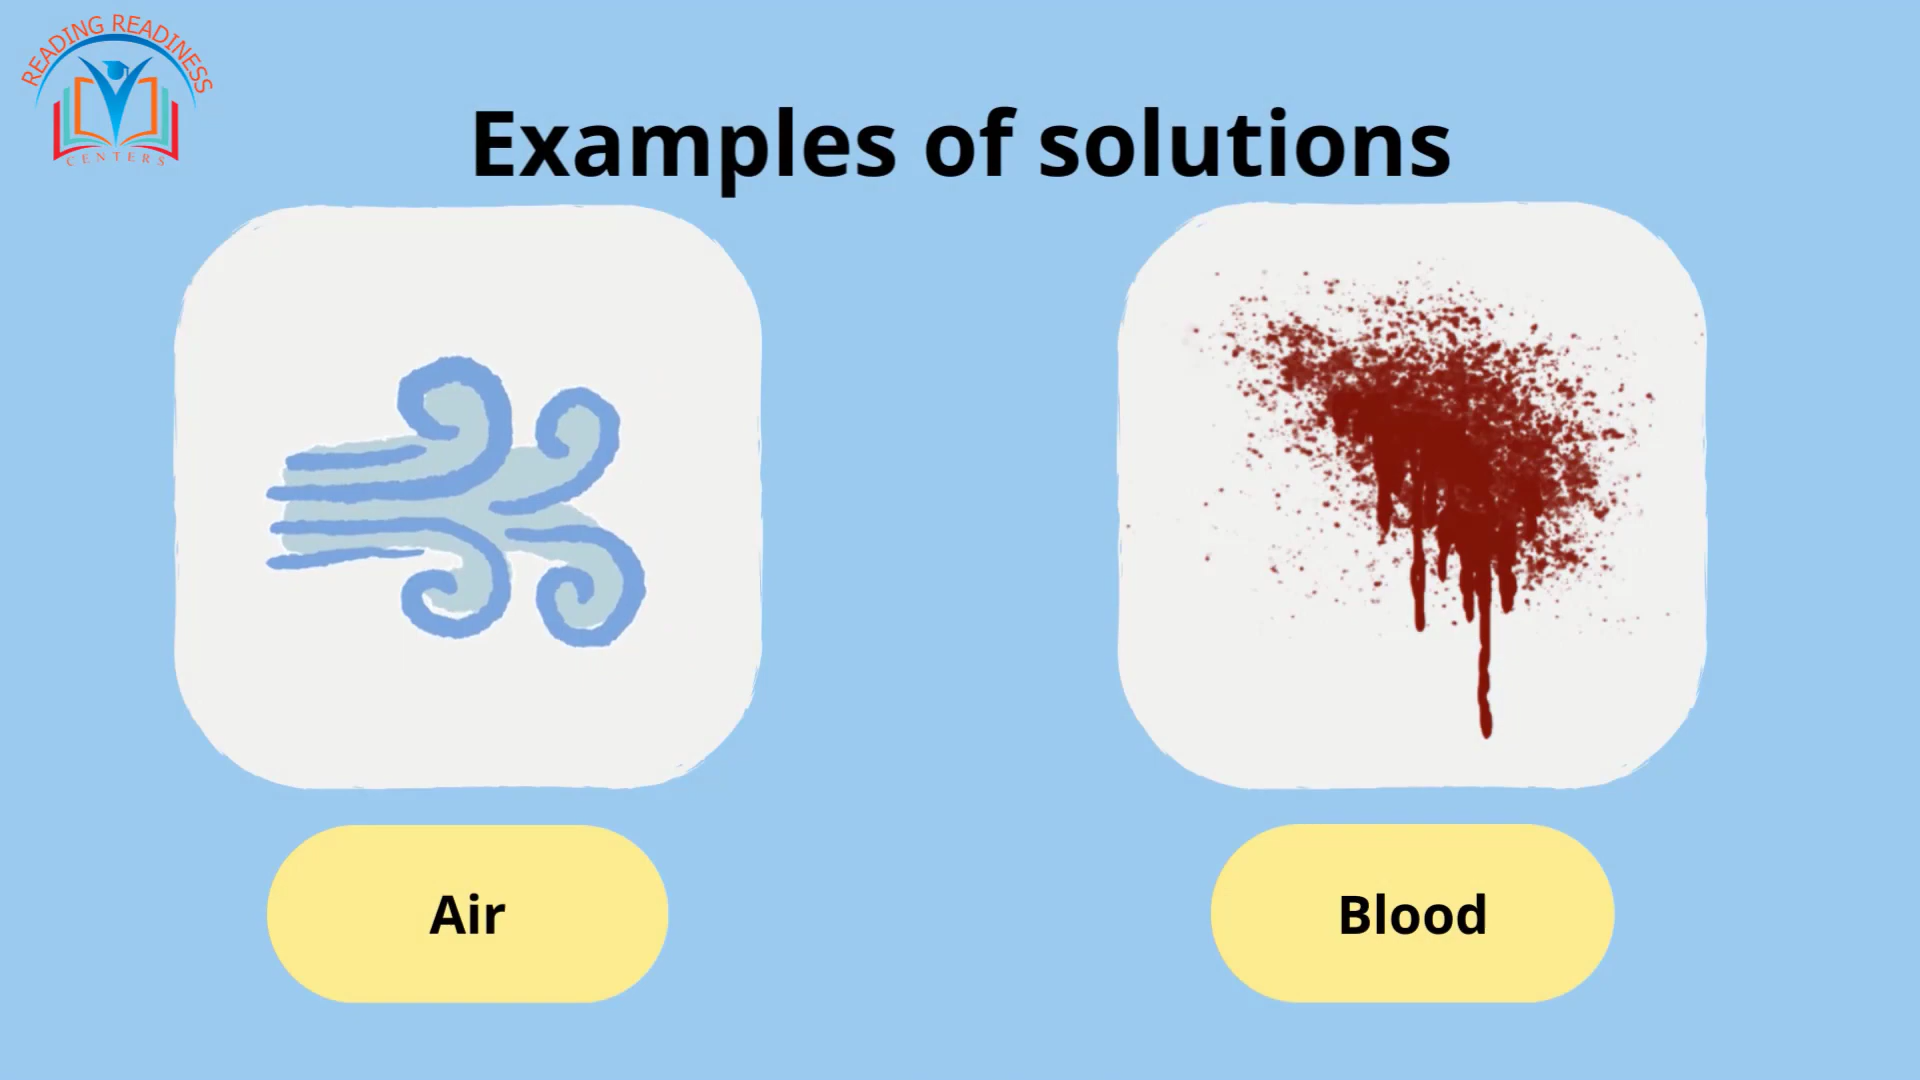 READING READINESS
CENTERS
Examples of solutions
Air
Blood